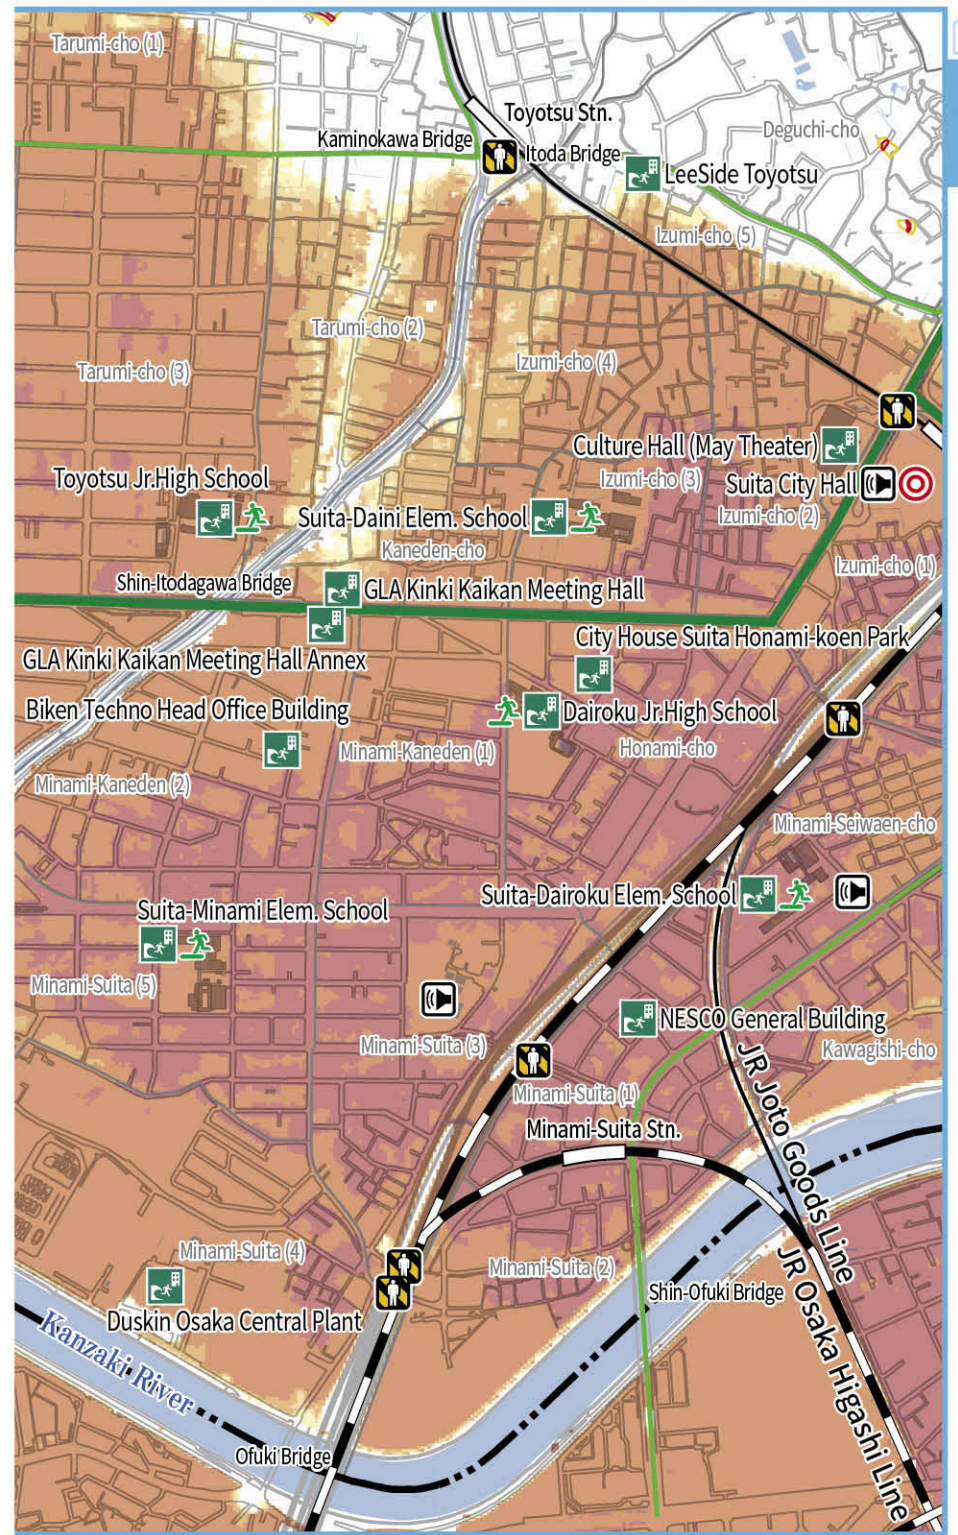 Tarumi-cho (1)
Toyotsu Stn.
Deguchi-cho
Kaminokawa Bridge
Itoda Bridge
LeeSide Toyotsu
Izumi-cho (5)
Tarumi-cho (2)
Izumi-cho (4)
Tarumi-cho (3)
Culture Hall (May Theater)
Toyotsu Jr.High School
Izumi-cho (3)
Suita City Hall
Suita-Daini Elem. School
Izumi-cho (2)
Kaneden-cho
Izumi-cho (1)
Shin-Itodagawa Bridge
GLA Kinki Kaikan Meeting Hall
City House Suita Honami-koen Park
GLA Kinki Kaikan Meeting Hall Annex
Biken Techno Head Office Building
Dairoku Jr.High School
Minami-Kaneden (1)
Honami-cho
Minami-Kaneden (2)
Minami-Seiwaen-cho
Suita-Dairoku Elem. School
Suita-Minami Elem. School
Minami-Suita (5)
NESCO General Building
Minami-Suita (3)
Kawagishi-cho
Minami-Suita (1)
Minami-Suita Stn.
JR Joto Goods Line
Minami-Suita (4)
Minami-Suita (2)
Shin-Ofuki Bridge
Duskin Osaka Central Plant
JR Osaka Higashi Line
Kanzaki River
Ofuki Bridge